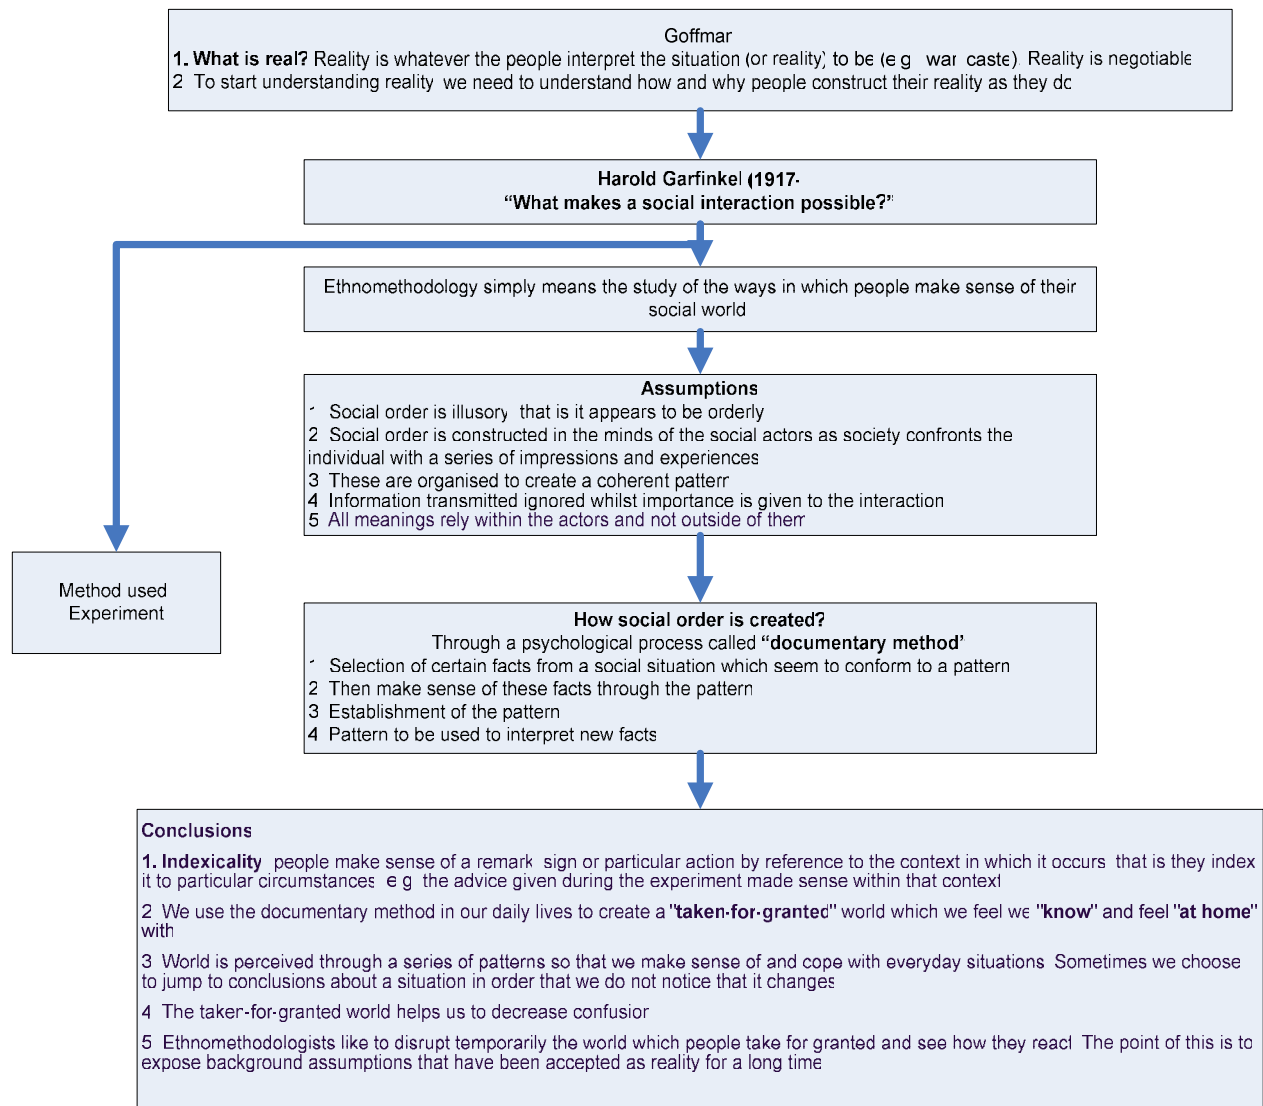 Goffmar
1. What is real? Reality is whatever the people interpret the situation (or reality) to be (e g war caste). Reality is negotiable
2 To start understanding reality we need to understand how and why people construct their reality as they do
Harold Garfinkel (1917-
“What makes a social interaction possible?”
Ethnomethodology simply means the study of the ways in which people make sense of their
social world
Assumptions
1 Social order is illusory that is it appears to be orderly
2 Social order is constructed in the minds of the social actors as society confronts the
individual with a series of impressions and experiences
3 These are organised to create a coherent pattern
4 Information transmitted ignored whilst importance is given to the interaction
5 All meanings rely within the actors and not outside of them
Method used
Experiment
How social order is created?
Through a psychological process called “documentary method’
1 Selection of certain facts from a social situation which seem to conform to a pattern
2 Then make sense of these facts through the pattern
3 Establishment of the pattern
4 Pattern to be used to interpret new facts
Conclusions
1. Indexicality people make sense of a remark sign or particular action by reference to the context in which it occurs that is they index
it to particular circumstances e g the advice given during the experiment made sense within that context
2 We use the documentary method in our daily lives to create a "taken-for-granted" world which we feel we "know" and feel "at home"
with
3 World is perceived through a series of patterns so that we make sense of and cope with everyday situations Sometimes we choose
to jump to conclusions about a situation in order that we do not notice that it changes
4 The taken-for-granted world helps us to decrease confusion
5 Ethnomethodologists like to disrupt temporarily the world which people take for granted and see how they react The point of this is to
expose background assumptions that have been accepted as reality for a long time